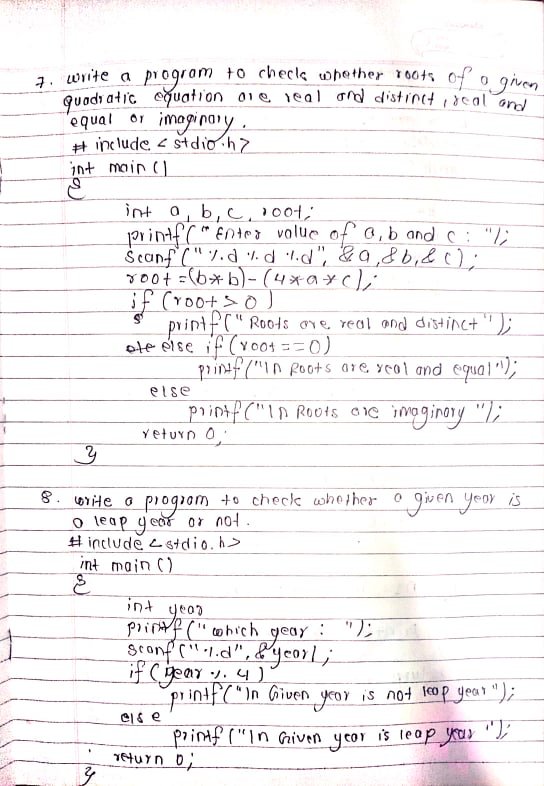 7. write a program to check whether roots of a given
quadratic equation are real and distinct, real and
equal or imaginary.
# include < stdio.h>
int main ()
{
int a, b, c, root;
printf(" Enter value of a, b and c : ");
scanf (" %d %d %d", &a, &b, & c);
root =(b*b)-(4*a*c);
if (root > 0)
printf (" Roots are real and distinct ");
else if (root == 0)
printf("\n Roots are real and equal");
else
printf("\n Roots are imaginary ");
return 0;
}
8. write a program to check whether a given year is
a leap year or not.
# include <stdio.h>
int main ()
{
int year
printf (" which year : ");
scanf (" %d", &year);
if (year % 4)
printf("\n Given year is not leap year");
else
printf ("\n Given year is leap year ");
return 0;
}